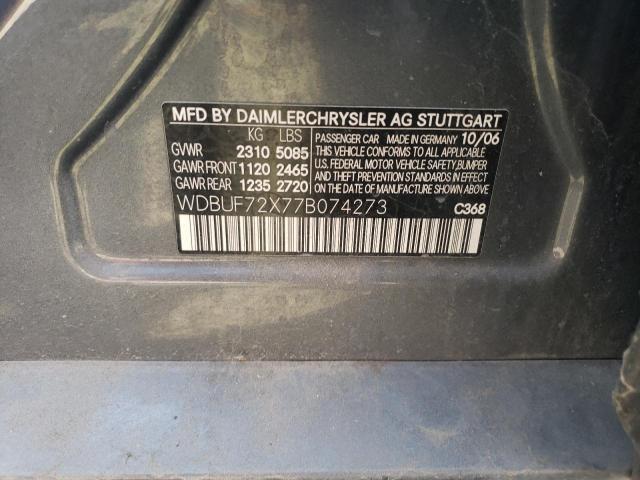 MFD BY DAIMLERCHRYSLER AG STUTTGART
KG LBS
GVWR 2310 5085
GAWR FRONT 1120 2465
GAWR REAR 1235 2720
PASSENGER CAR MADE IN GERMANY 10/06
THIS VEHICLE CONFORMS TO ALL APPLICABLE
U.S. FEDERAL MOTOR VEHICLE SAFETY, BUMPER
AND THEFT PREVENTION STANDARDS IN EFFECT
ON THE DATE OF MANUFACTURE SHOWN ABOVE.
WDBUF72X77B074273 C368